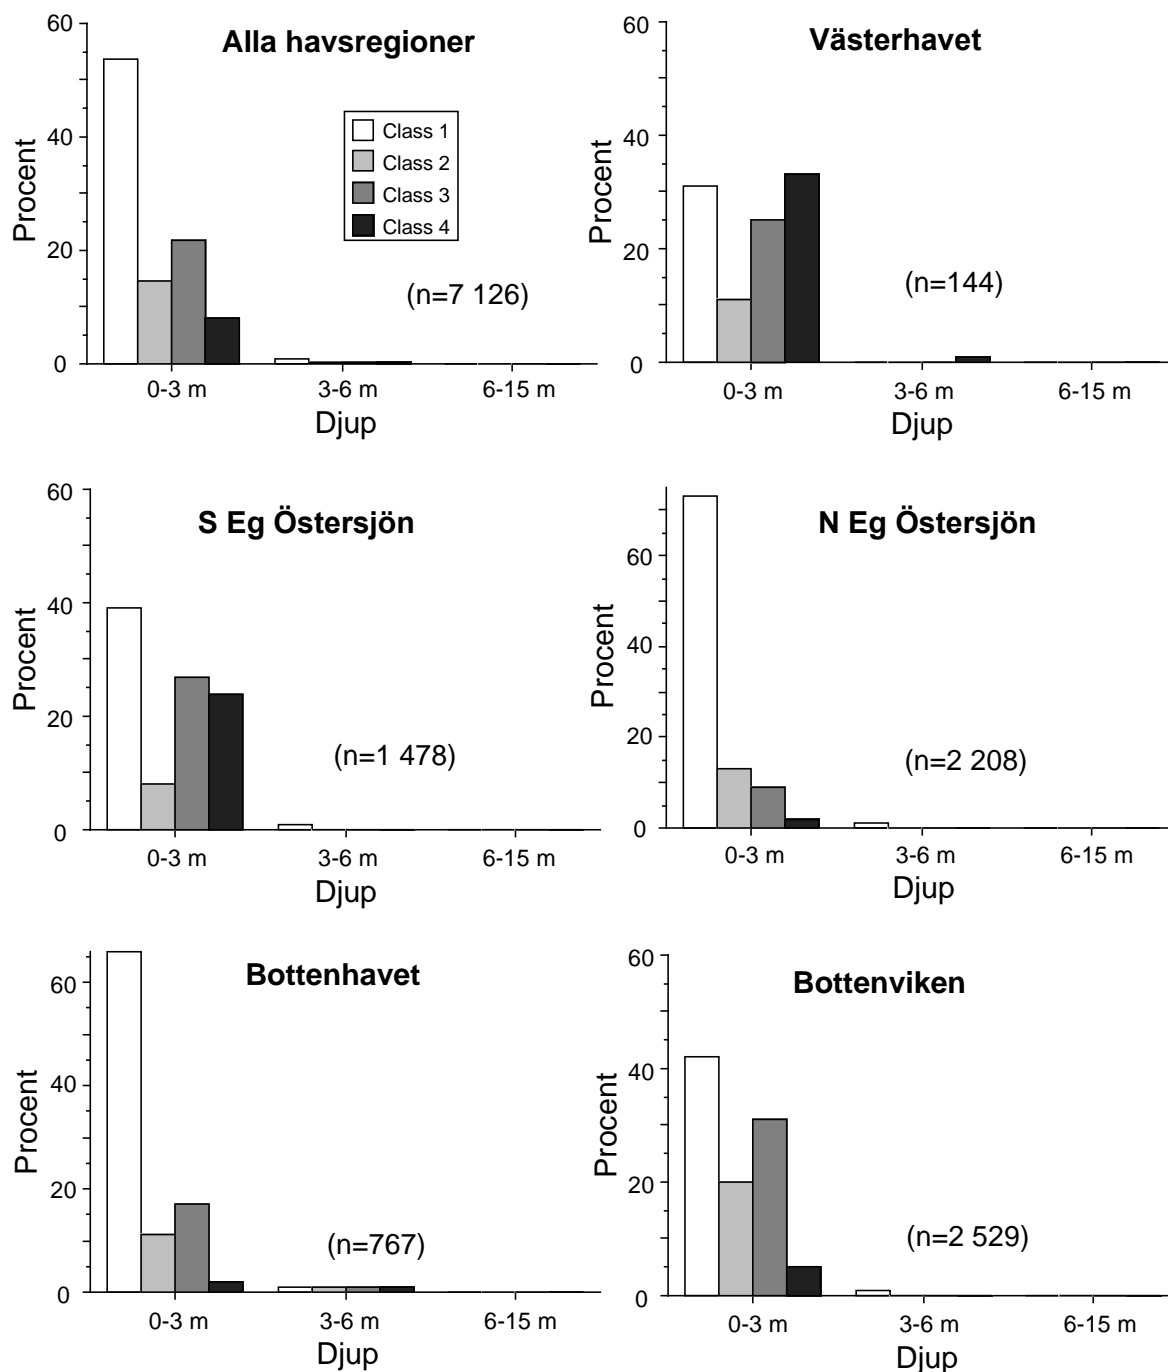 Alla havsregioner
Procent
60
40
20
0
Class 1
Class 2
Class 3
Class 4
(n=7 126)
0-3 m 3-6 m 6-15 m
Djup
Västerhavet
Procent
60
40
20
0
(n=144)
0-3 m 3-6 m 6-15 m
Djup
S Eg Östersjön
Procent
60
40
20
0
(n=1 478)
0-3 m 3-6 m 6-15 m
Djup
N Eg Östersjön
Procent
60
40
20
0
(n=2 208)
0-3 m 3-6 m 6-15 m
Djup
Bottenhavet
Procent
60
40
20
0
(n=767)
0-3 m 3-6 m 6-15 m
Djup
Bottenviken
Procent
60
40
20
0
(n=2 529)
0-3 m 3-6 m 6-15 m
Djup